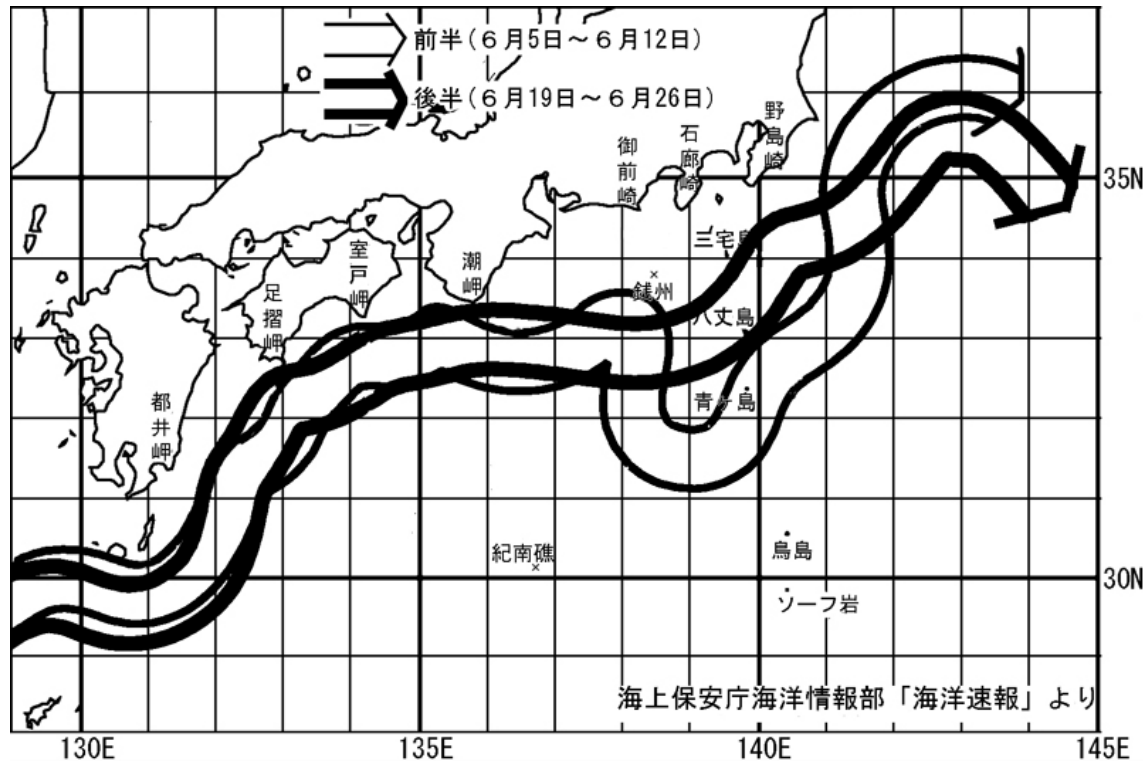 前半(6月5日～6月12日)
後半(6月19日～6月26日)
野島崎
石廊崎
御前崎
35N
三宅島
室戸岬
潮岬
足摺岬
銭州
八丈島
青ヶ島
都井岬
紀南礁
鳥島
30N
ソーフ岩
海上保安庁海洋情報部「海洋速報」より
130E
135E
140E
145E